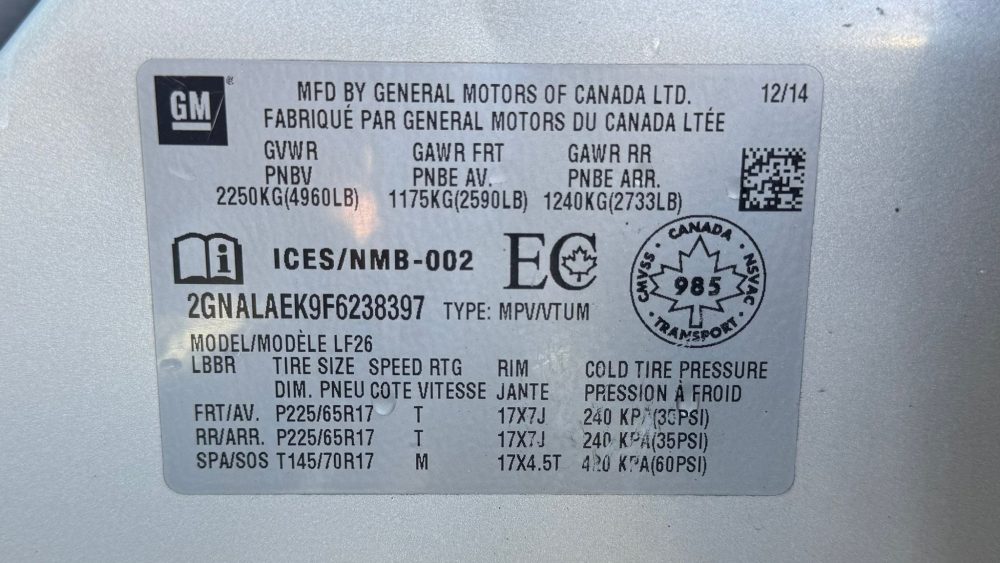 GM
MFD BY GENERAL MOTORS OF CANADA LTD. 12/14
FABRIQUÉ PAR GENERAL MOTORS DU CANADA LTÉE
GVWR GAWR FRT GAWR RR
PNBV PNBE AV. PNBE ARR.
2250KG(4960LB) 1175KG(2590LB) 1240KG(2733LB)
i ICES/NMB-002 EC
CANADA
CMVSS 985 NSVAC
TRANSPORT
2GNALAEK9F6238397 TYPE: MPV/VTUM
MODEL/MODÈLE LF26
LBBR TIRE SIZE SPEED RTG RIM COLD TIRE PRESSURE
DIM. PNEU COTE VITESSE JANTE PRESSION À FROID
FRT/AV. P225/65R17 T 17X7J 240 KPA(35PSI)
RR/ARR. P225/65R17 T 17X7J 240 KPA(35PSI)
SPA/SOS T145/70R17 M 17X4.5T 420 KPA(60PSI)